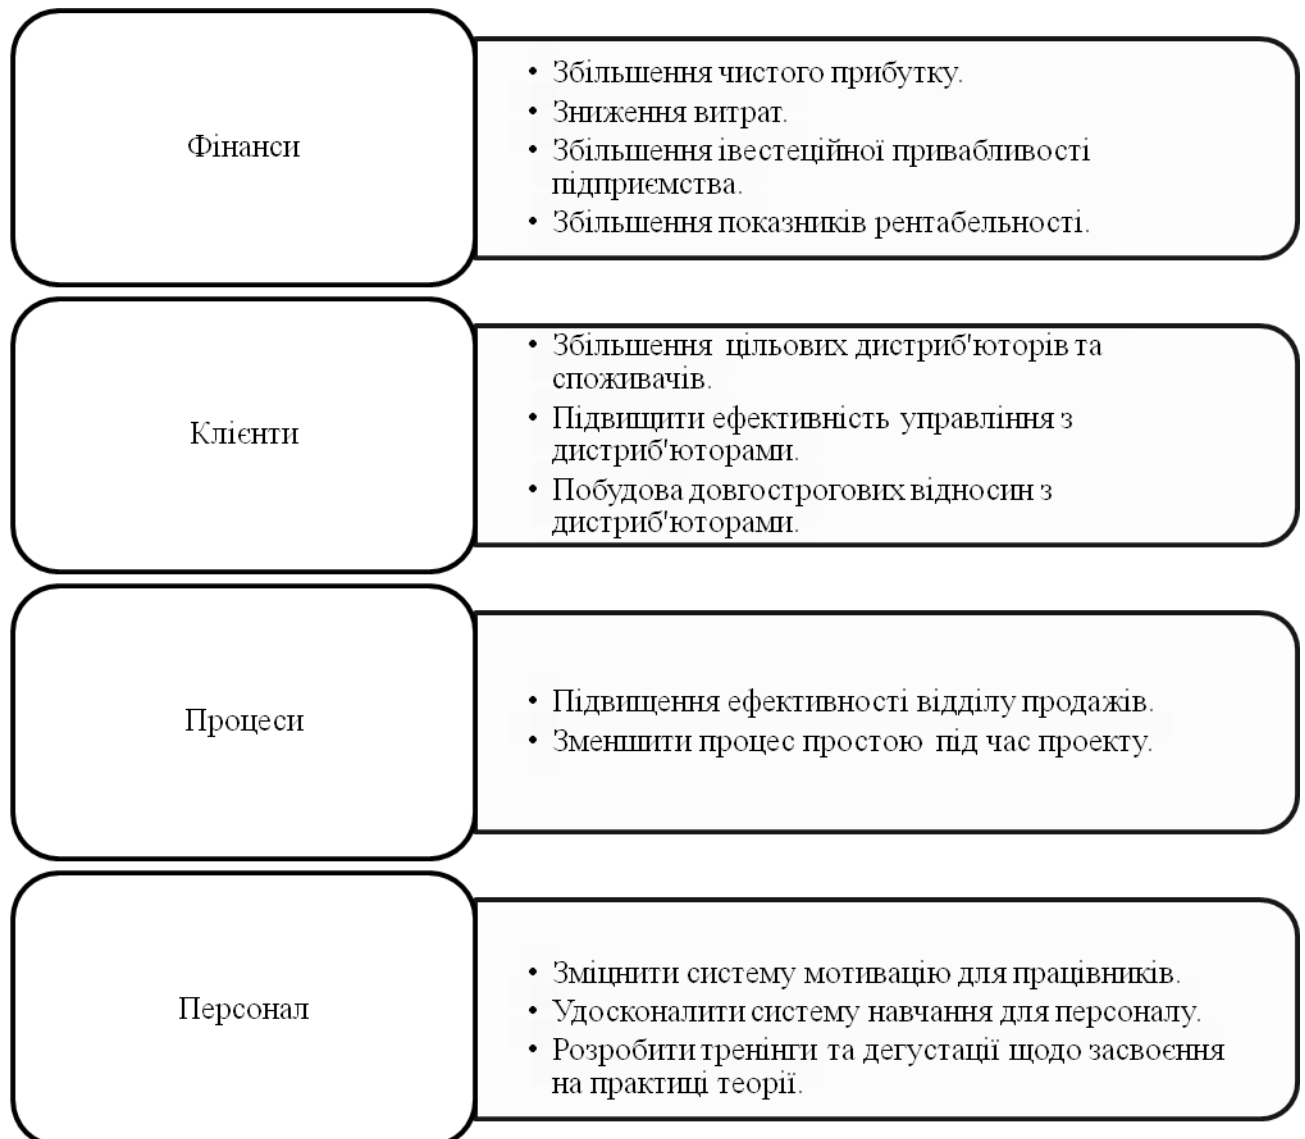 Фінанси
• Збільшення чистого прибутку.
• Зниження витрат.
• Збільшення івестеційної привабливості
підприємства.
• Збільшення показників рентабельності.
Клієнти
• Збільшення цільових дистриб'юторів та
споживачів.
• Підвищити ефективність управління з
дистриб'юторами.
• Побудова довгострогових відносин з
дистриб'юторами.
Процеси
• Підвищення ефективності відділу продажів.
• Зменшити процес простою під час проекту.
Персонал
• Зміцнити систему мотивацію для працівників.
• Удосконалити систему навчання для персоналу.
• Розробити тренінги та дегустації щодо засвоєння
на практиці теорії.